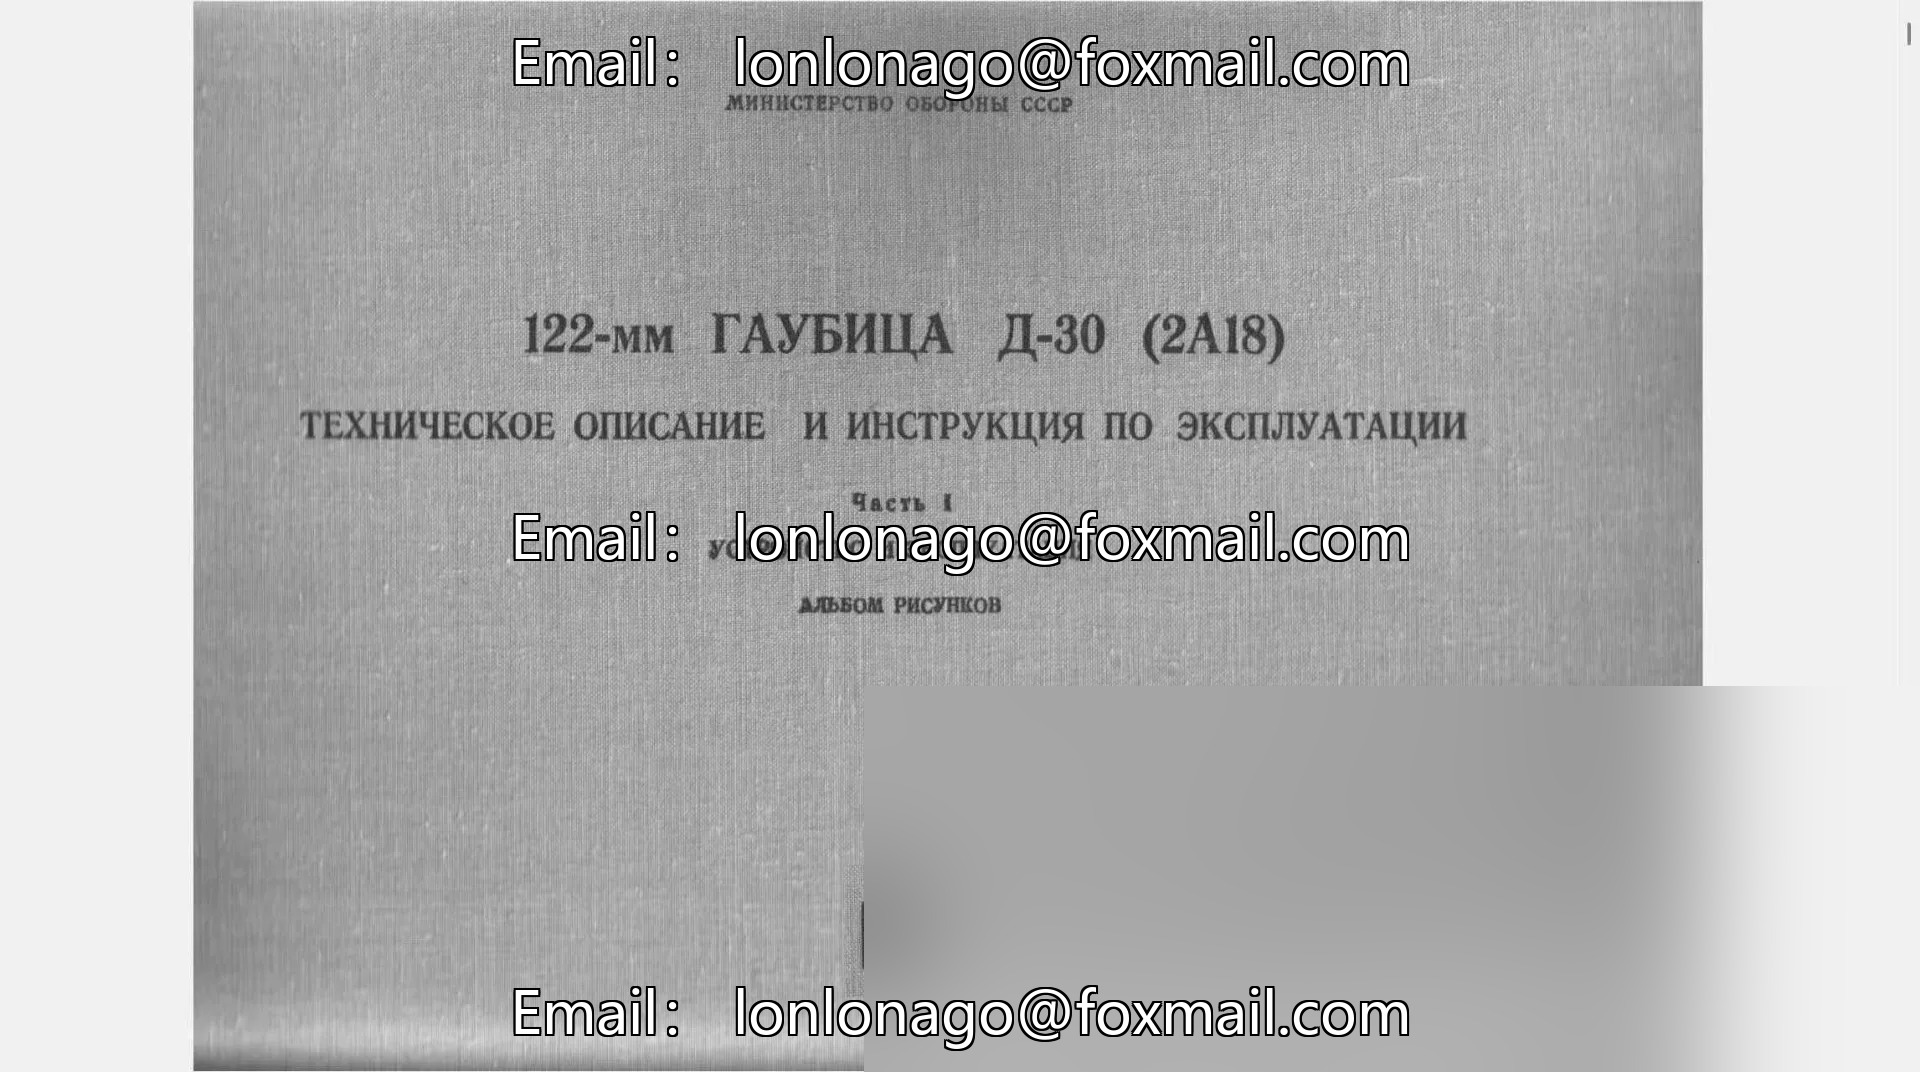 Email： lonlonago@foxmail.com
МИНИСТЕРСТВО ОБОРОНЫ СССР
122-мм ГАУБИЦА Д-30 (2А18)
ТЕХНИЧЕСКОЕ ОПИСАНИЕ И ИНСТРУКЦИЯ ПО ЭКСПЛУАТАЦИИ
Часть I
Email： lonlonago@foxmail.com
АЛЬБОМ РИСУНКОВ
Email： lonlonago@foxmail.com